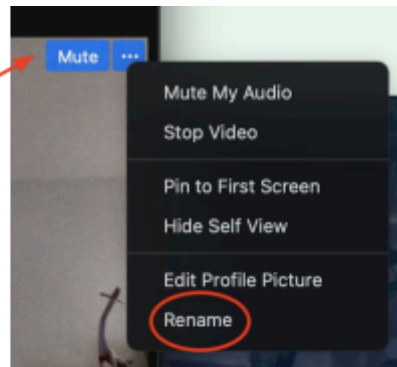 Mute ...
Mute My Audio
Stop Video
Pin to First Screen
Hide Self View
Edit Profile Picture
Rename